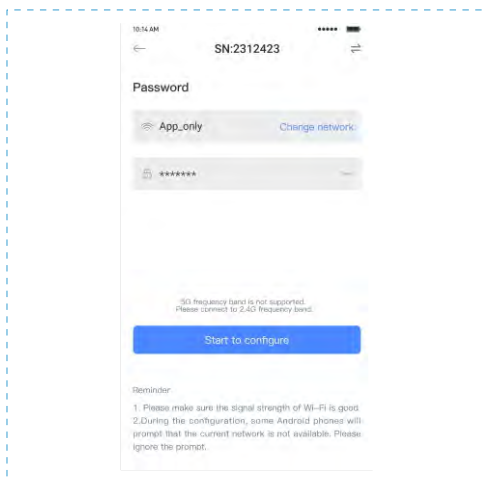 10:14 AM
SN:2312423
Password
App_only
Change network
*******
5G frequency band is not supported.
Please connect to 2.4G frequency band.
Start to configure
Reminder
1. Please make sure the signal strength of Wi-Fi is good.
2.During the configuration, some Android phones will
prompt that the current network is not available. Please
ignore the prompt.